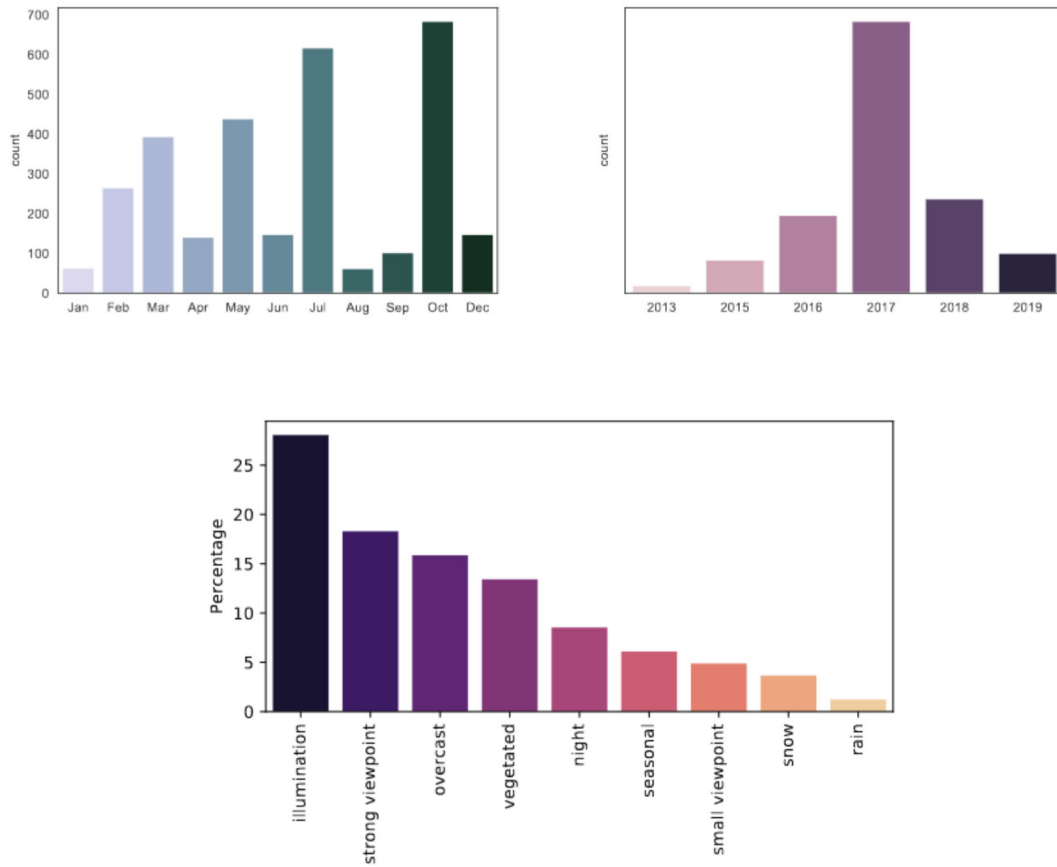 700
600
500
400
300
200
100
0
count
Jan Feb Mar Apr May Jun Jul Aug Sep Oct Dec
count
2013 2015 2016 2017 2018 2019
25
20
15
10
5
0
Percentage
illumination
strong viewpoint
overcast
vegetated
night
seasonal
small viewpoint
snow
rain